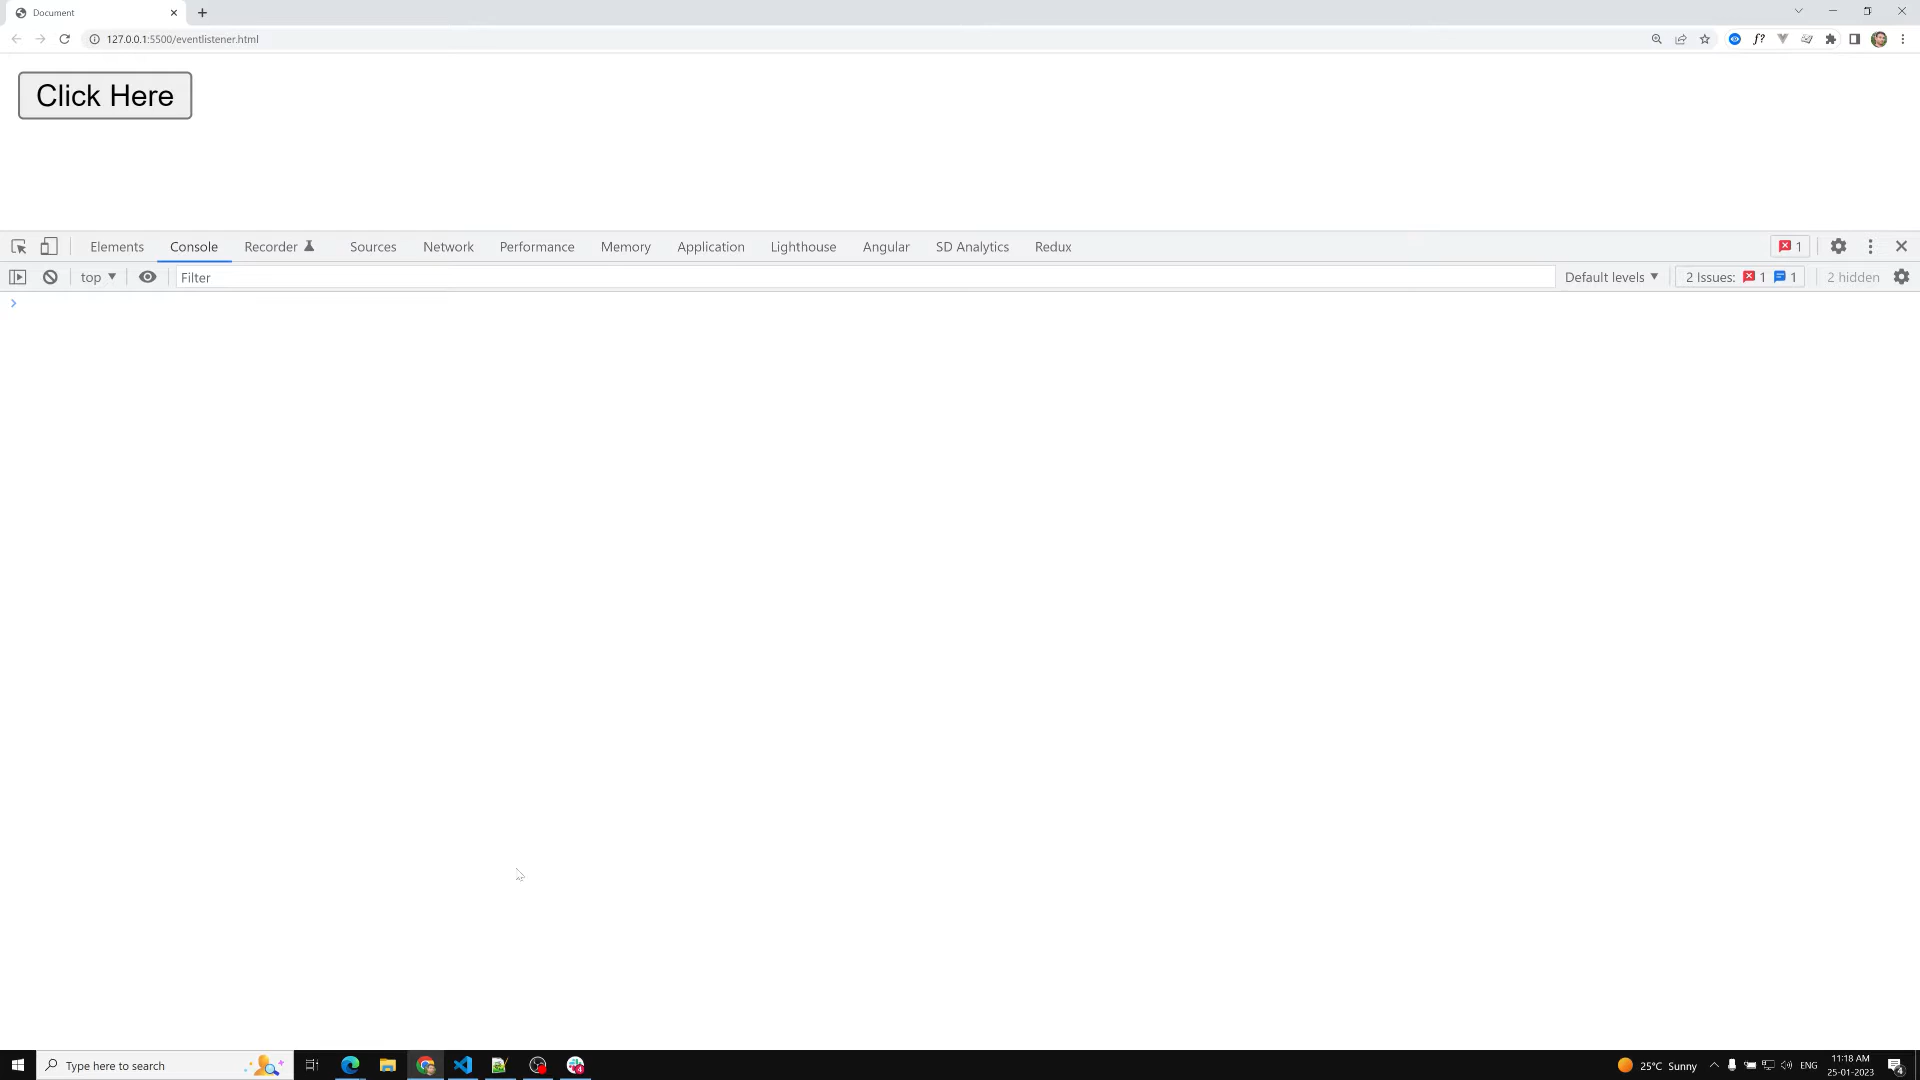 Document
127.0.0.1:5500/eventlistener.html
f?
Click Here
Elements Console Recorder Sources Network Performance Memory Application Lighthouse Angular SD Analytics Redux 1
top Filter Default levels 2 Issues: 1 1 2 hidden
Type here to search
4
25°C Sunny
ENG
11:18 AM
25-01-2023
4